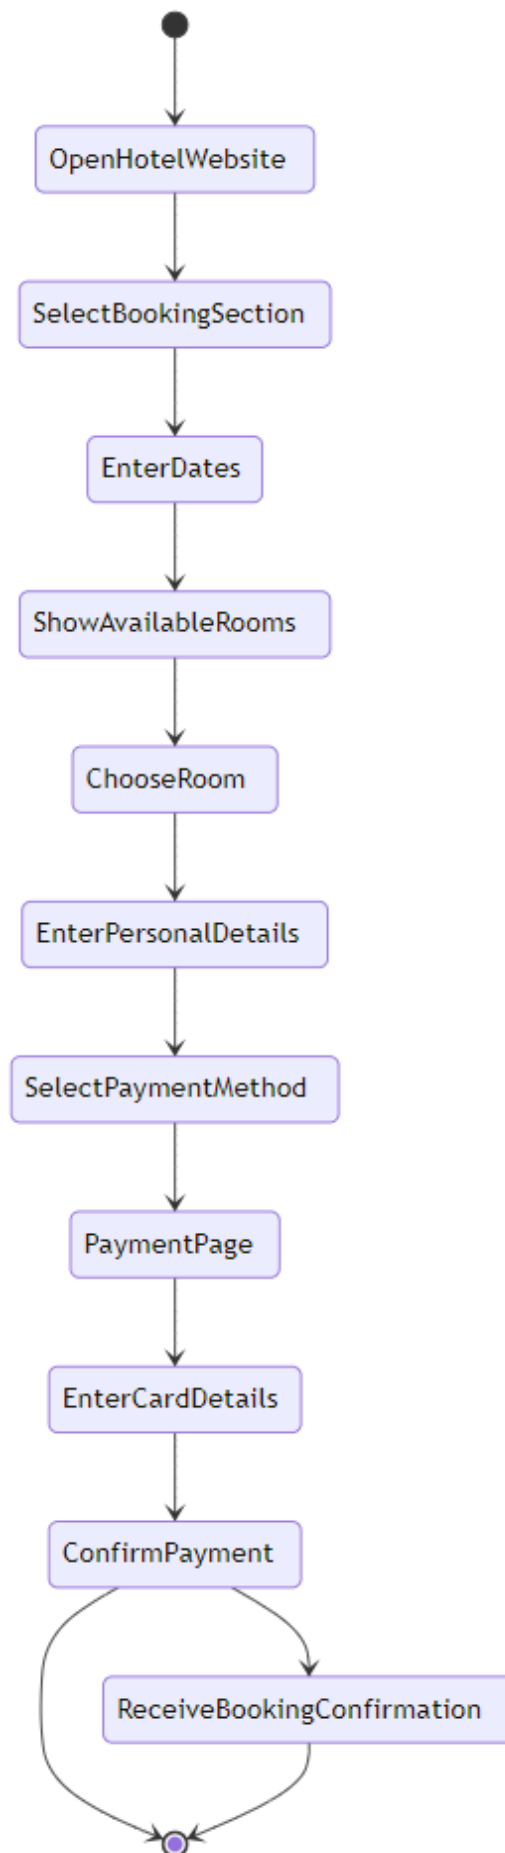 OpenHotelWebsite
SelectBookingSection
EnterDates
ShowAvailableRooms
ChooseRoom
EnterPersonalDetails
SelectPaymentMethod
PaymentPage
EnterCardDetails
ConfirmPayment
ReceiveBookingConfirmation